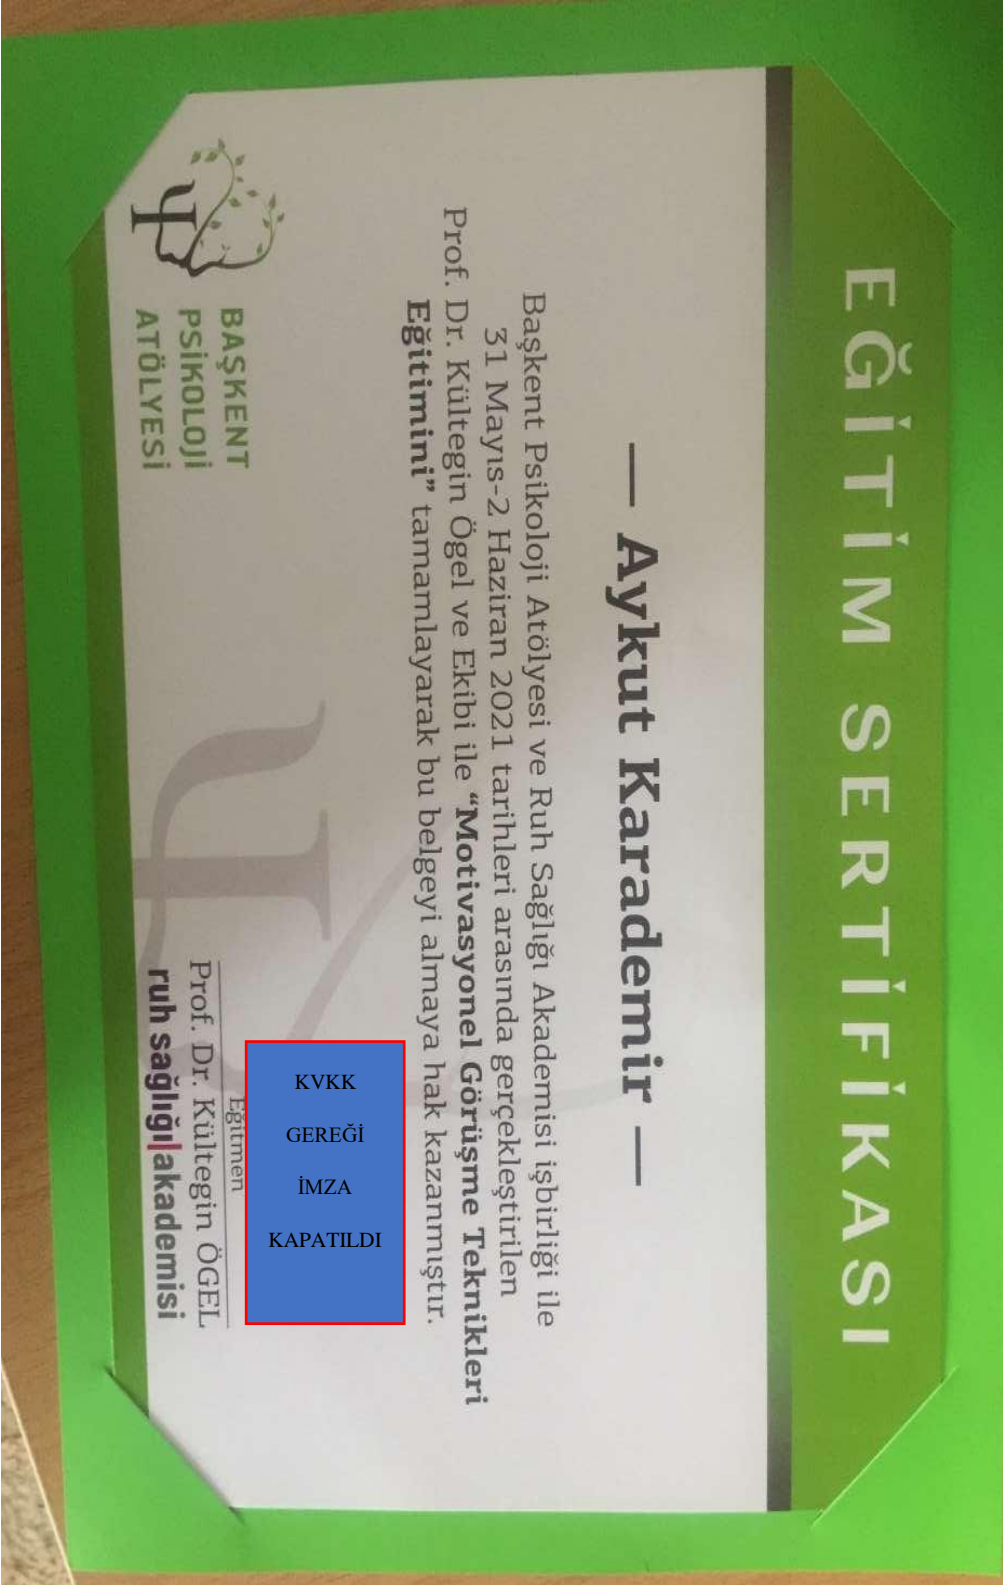 EĞİTİM SERTİFİKASI
— Aykut Karademir —
Başkent Psikoloji Atölyesi ve Ruh Sağlığı Akademisi işbirliği ile
31 Mayıs-2 Haziran 2021 tarihleri arasında gerçekleştirilen
Prof. Dr. Kültegin Ögel ve Ekibi ile “Motivasyonel Görüşme Teknikleri
Eğitimini” tamamlayarak bu belgeyi almaya hak kazanmıştır.
BAŞKENT
PSİKOLOJİ
ATÖLYESİ
KVKK
GEREĞİ
İMZA
KAPATILDI
Eğitmen
Prof. Dr. Kültegin ÖGEL
ruh sağlığı|akademisi